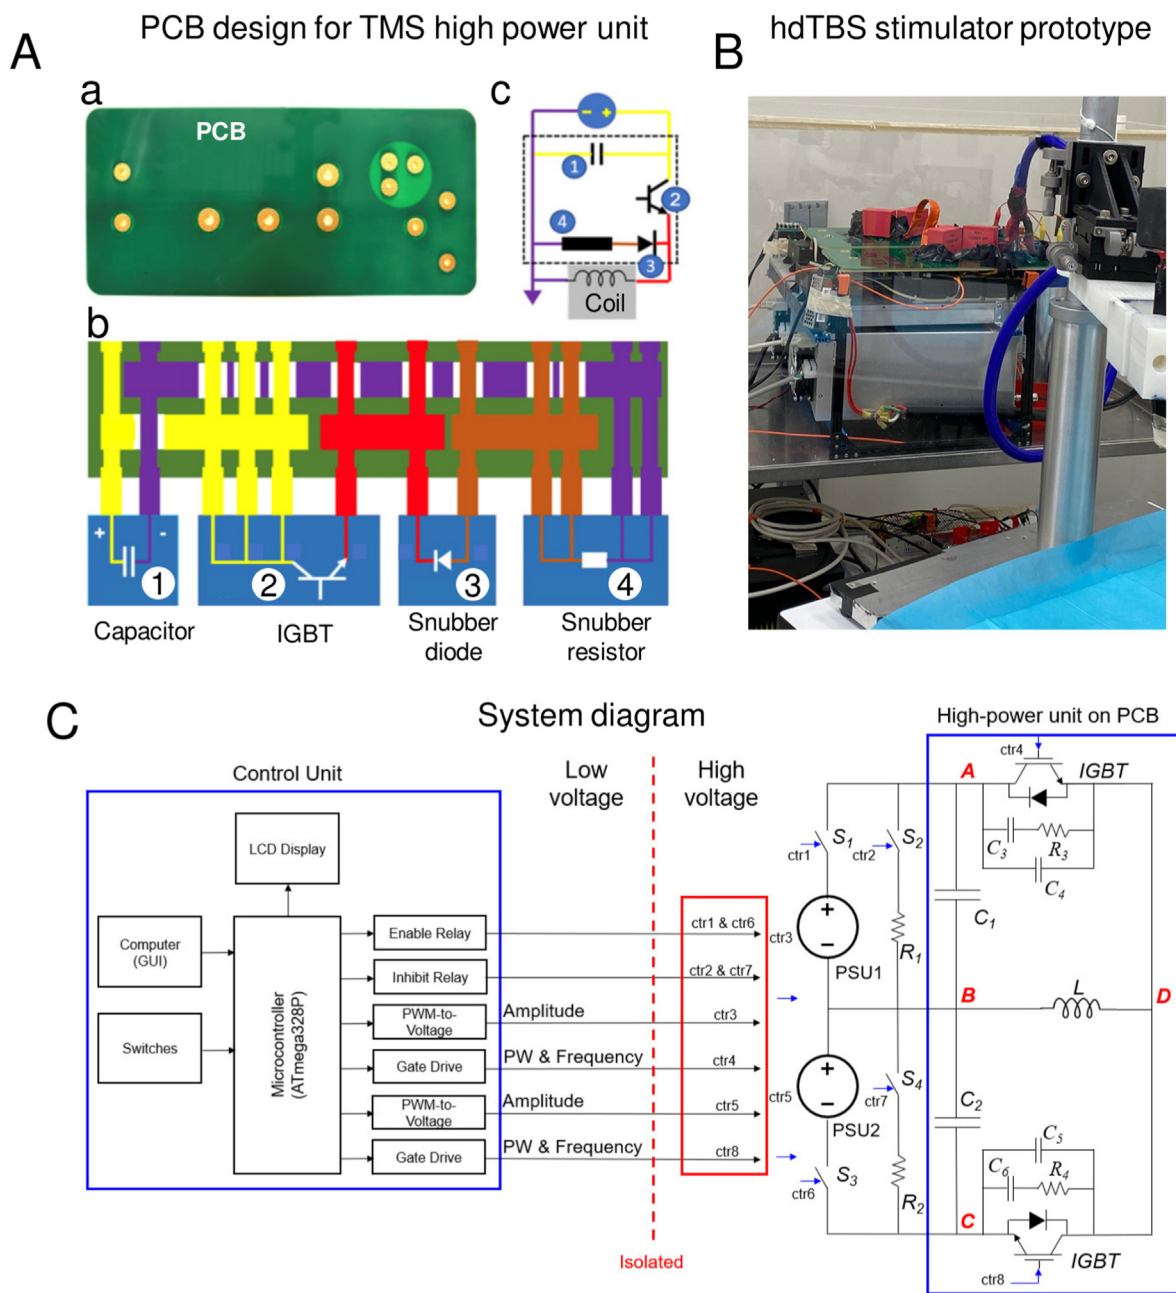 PCB design for TMS high power unit
hdTBS stimulator prototype
A
B
a
PCB
c
- +
1
2
4
3
Coil
b
+ -
1
2
3
4
Capacitor
IGBT
Snubber
diode
Snubber
resistor
C
System diagram
High-power unit on PCB
Control Unit
Low
voltage
High
voltage
LCD Display
Computer
(GUI)
Switches
Microcontroller
(ATmega328P)
Enable Relay
Inhibit Relay
PWM-to-
Voltage
Gate Drive
PWM-to-
Voltage
Gate Drive
Amplitude
PW & Frequency
Amplitude
PW & Frequency
ctr1 & ctr6
ctr2 & ctr7
ctr3
ctr4
ctr5
ctr8
Isolated
ctr1
S1
ctr2
S2
ctr3
+
−
PSU1
R1
ctr5
+
−
PSU2
ctr7
S4
ctr6
S3
R2
ctr4
A
IGBT
C3
R3
C4
C1
B
L
D
C2
C5
C6
R4
C
IGBT
ctr8